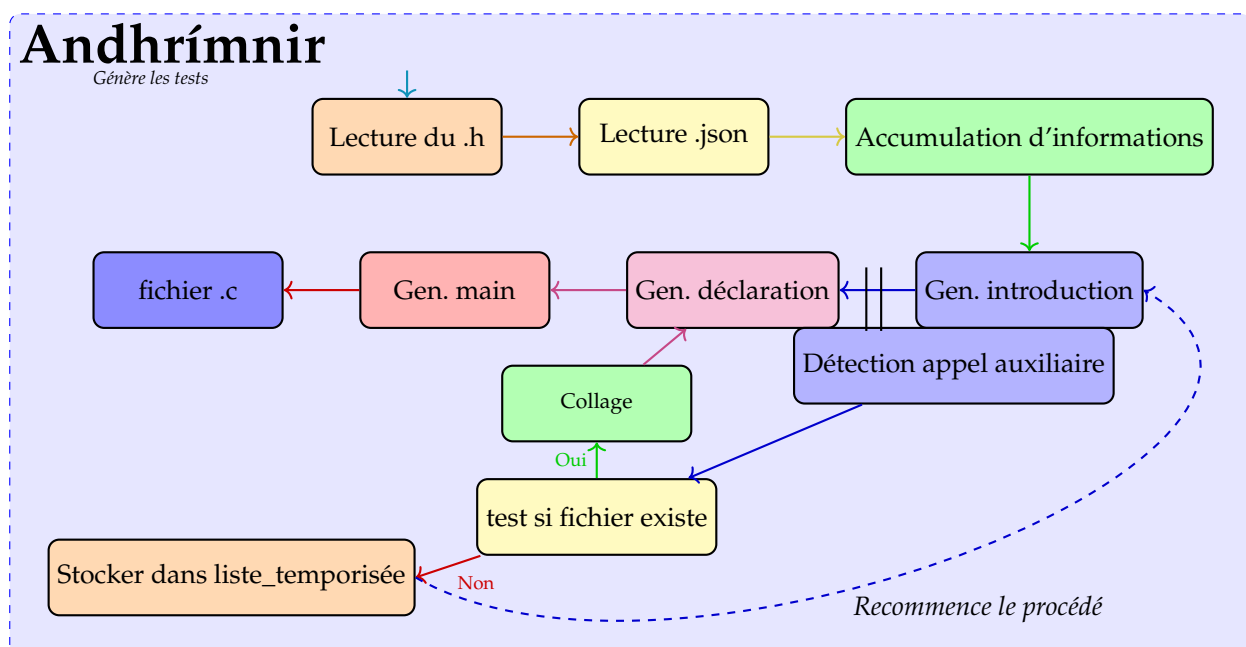 Andhrímnir
Génère les tests
Lecture du .h
Lecture .json
Accumulation d'informations
fichier .c
Gen. main
Gen. déclaration
Gen. introduction
Détection appel auxiliaire
Collage
Oui
test si fichier existe
Stocker dans liste_temporisée
Non
Recommence le procédé